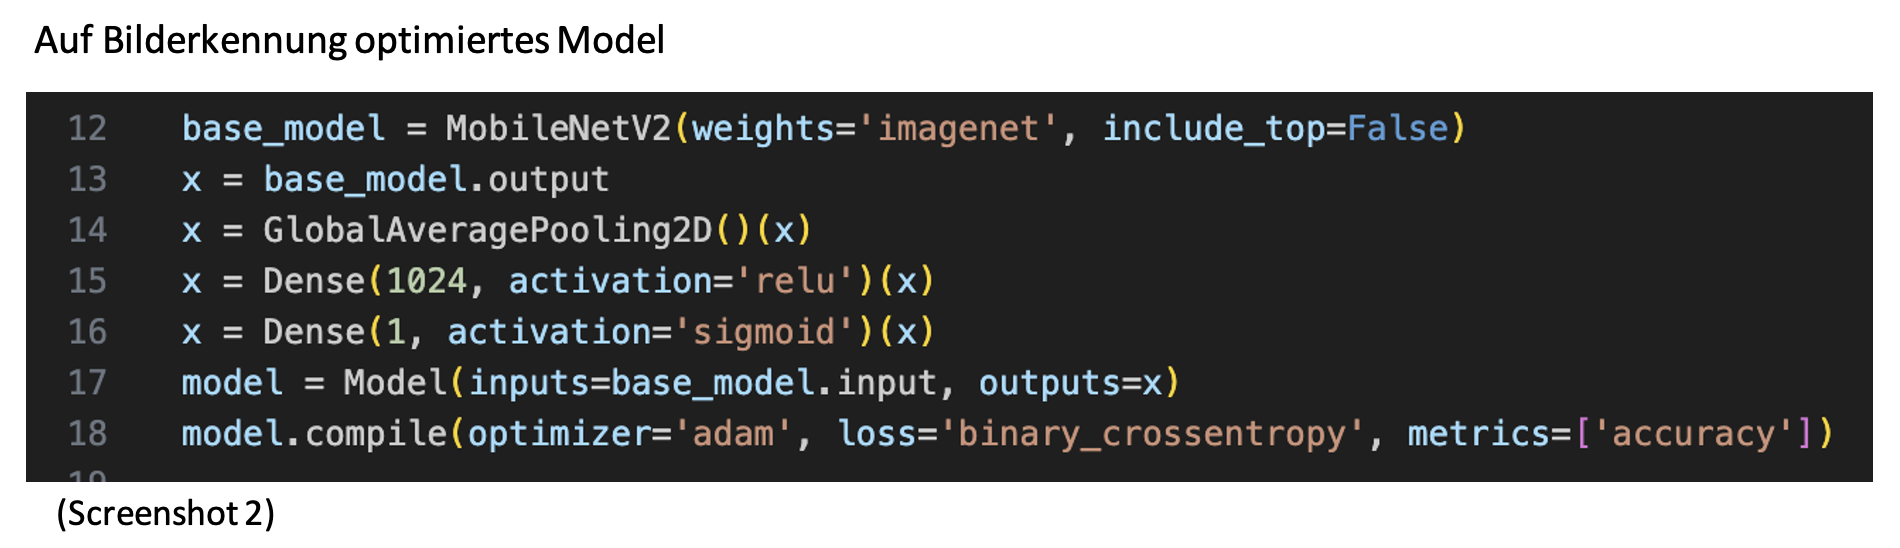 Auf Bilderkennung optimiertes Model
12 base_model = MobileNetV2(weights='imagenet', include_top=False)
13 x = base_model.output
14 x = GlobalAveragePooling2D()(x)
15 x = Dense(1024, activation='relu')(x)
16 x = Dense(1, activation='sigmoid')(x)
17 model = Model(inputs=base_model.input, outputs=x)
18 model.compile(optimizer='adam', loss='binary_crossentropy', metrics=['accuracy'])
19
(Screenshot 2)